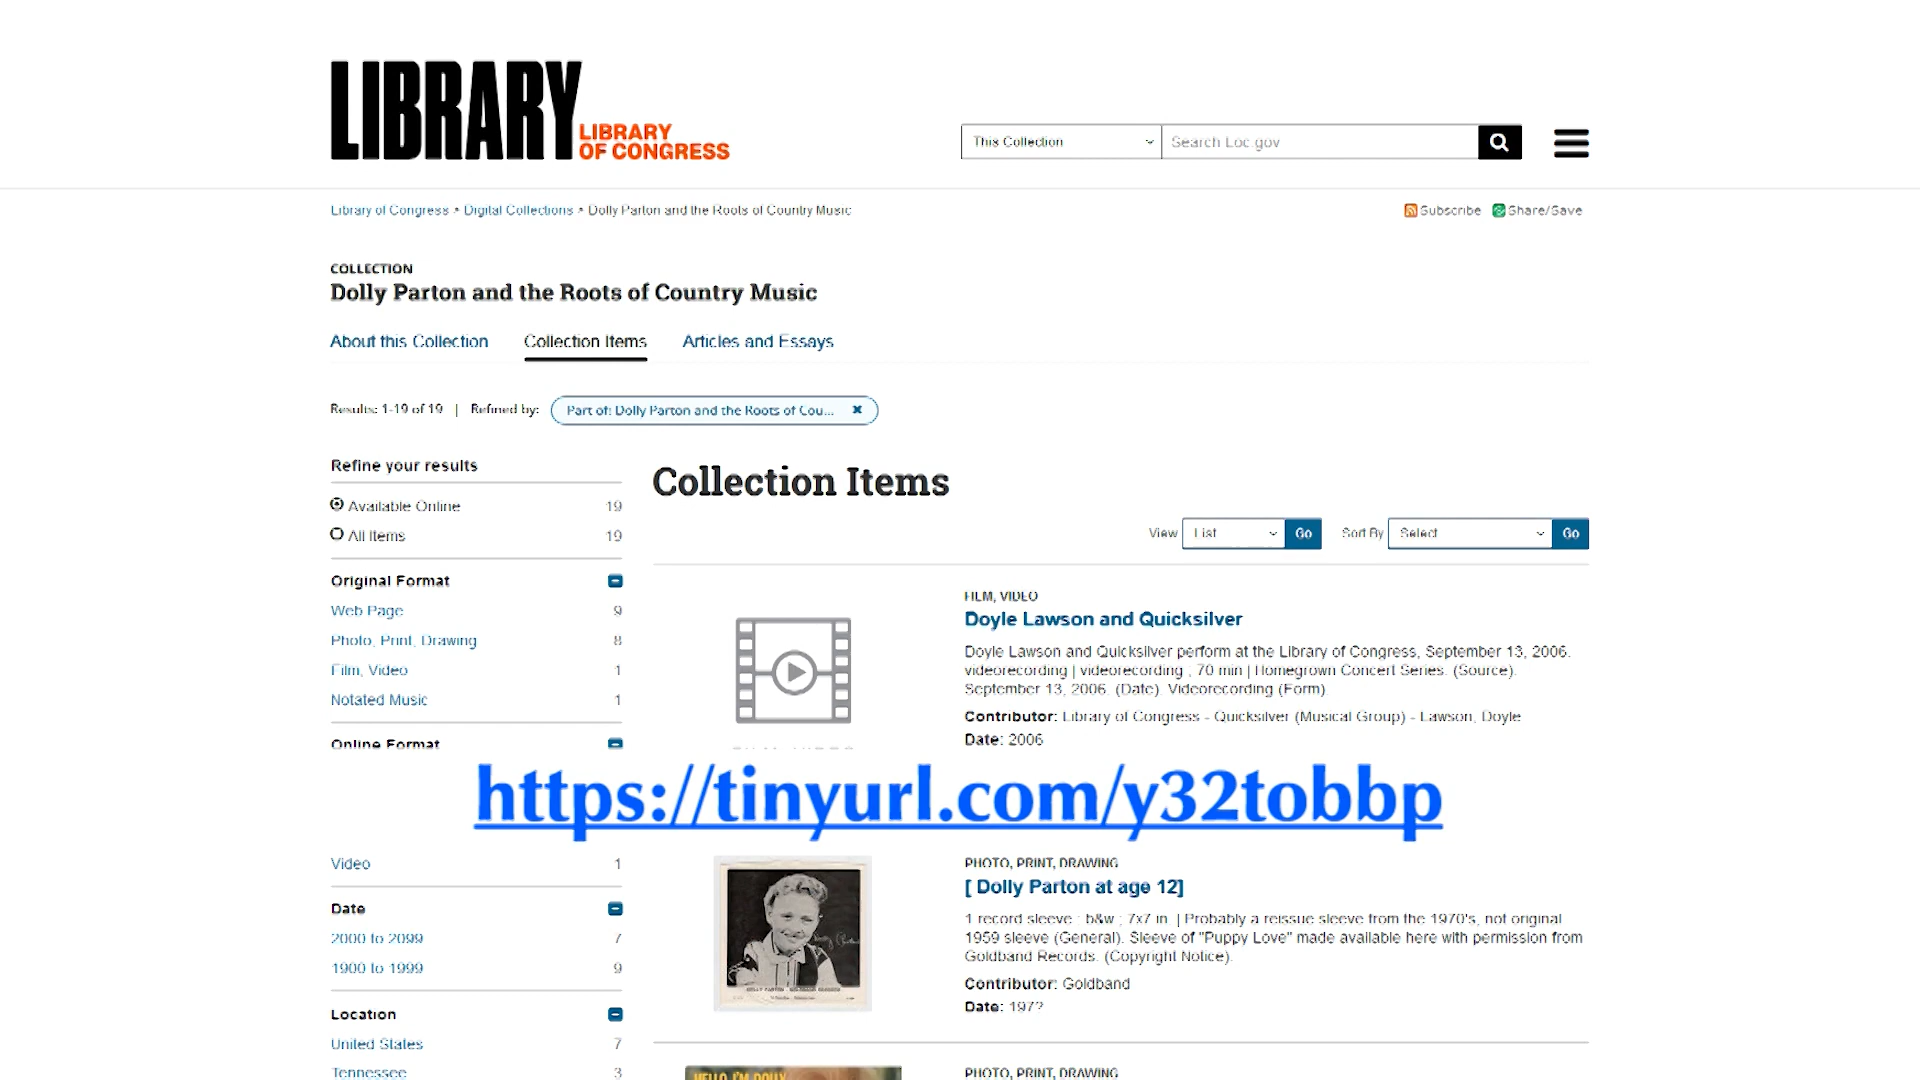 LIBRARY
LIBRARY
OF CONGRESS
This Collection
Search Loc.gov
Library of Congress
Digital Collections
Dolly Parton and the Roots of Country Music
Subscribe
Share/Save
COLLECTION
Dolly Parton and the Roots of Country Music
About this Collection
Collection Items
Articles and Essays
Results: 1-19 of 19 | Refined by:
Part of: Dolly Parton and the Roots of Cou...
Refine your results
Available Online 19
All Items 19
Original Format
Web Page 9
Photo, Print, Drawing 8
Film, Video 1
Notated Music 1
Online Format
Collection Items
View List Go
Sort By Select Go
FILM, VIDEO
Doyle Lawson and Quicksilver
Doyle Lawson and Quicksilver perform at the Library of Congress, September 13, 2006.
videorecording | videorecording ; 70 min | Homegrown Concert Series. (Source).
September 13, 2006. (Date). Videorecording (Form)
Contributor: Library of Congress - Quicksilver (Musical Group) - Lawson, Doyle
Date: 2006
https://tinyurl.com/y32tobbp
Video 1
Date
2000 to 2099 7
1900 to 1999 9
Location
United States 7
Tennessee 3
PHOTO, PRINT, DRAWING
[ Dolly Parton at age 12]
1 record sleeve : b&w ; 7x7 in. | Probably a reissue sleeve from the 1970's, not original
1959 sleeve (General). Sleeve of "Puppy Love" made available here with permission from
Goldband Records. (Copyright Notice).
Contributor: Goldband
Date: 197?
HELLO, I'M DOLLY
PHOTO, PRINT, DRAWING